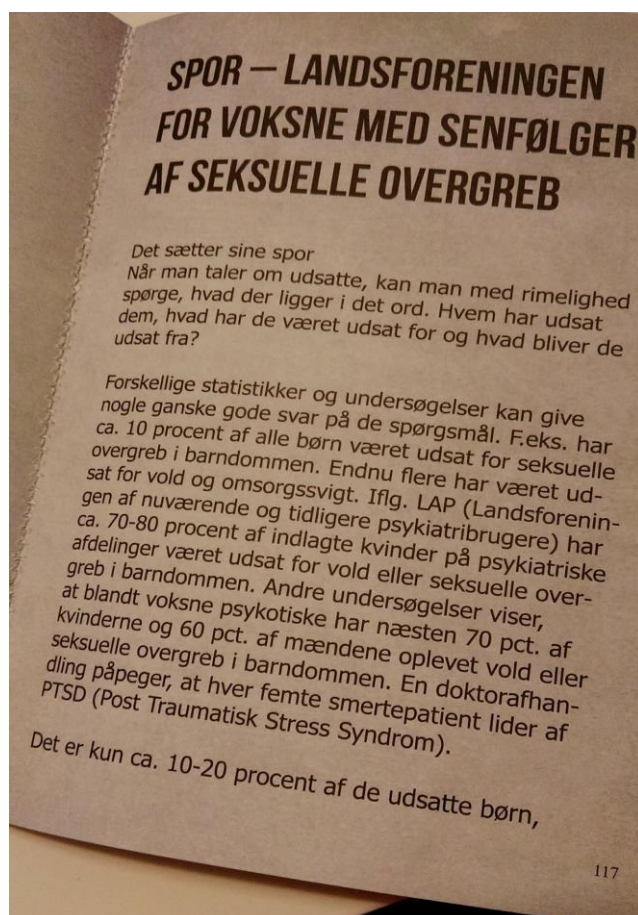 SPOR – LANDSFORENINGEN
FOR VOKSNE MED SENFØLGER
AF SEKSUELLE OVERGREB
Det sætter sine spor
Når man taler om udsatte, kan man med rimelighed
spørge, hvad der ligger i det ord. Hvem har udsat
dem, hvad har de været udsat for og hvad bliver de
udsat fra?
Forskellige statistikker og undersøgelser kan give
nogle ganske gode svar på de spørgsmål. F.eks. har
ca. 10 procent af alle børn været udsat for seksuelle
overgreb i barndommen. Endnu flere har været ud-
sat for vold og omsorgssvigt. Iflg. LAP (Landsforenin-
gen af nuværende og tidligere psykiatribrugere) har
ca. 70-80 procent af indlagte kvinder på psykiatriske
afdelinger været udsat for vold eller seksuelle over-
greb i barndommen. Andre undersøgelser viser,
at blandt voksne psykotiske har næsten 70 pct. af
kvinderne og 60 pct. af mændene oplevet vold eller
seksuelle overgreb i barndommen. En doktorafhan-
dling påpeger, at hver femte smertepatient lider af
PTSD (Post Traumatisk Stress Syndrom).
Det er kun ca. 10-20 procent af de udsatte børn,
117